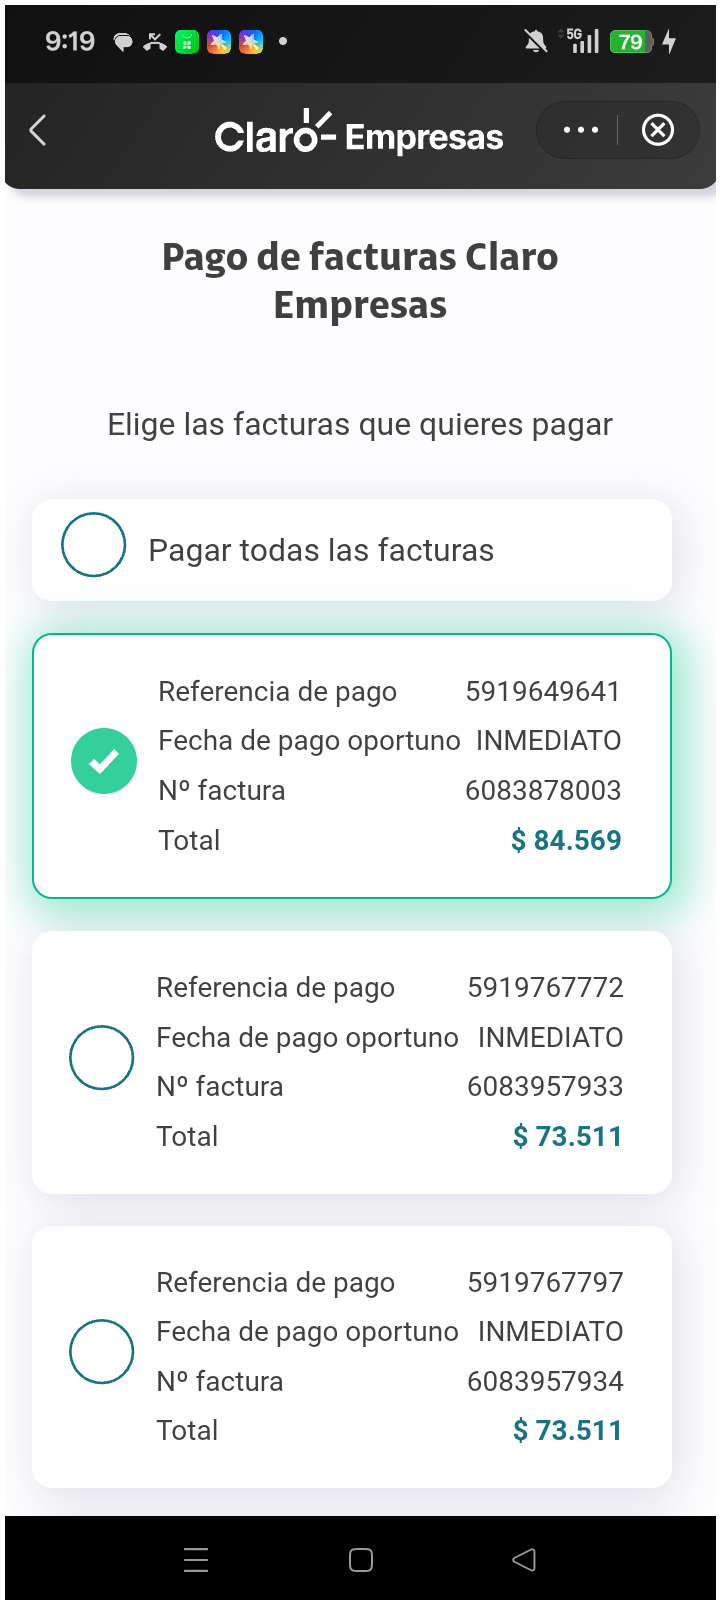 9:19
5G
79
Claro Empresas
Pago de facturas Claro
Empresas
Elige las facturas que quieres pagar
Pagar todas las facturas
Referencia de pago 5919649641
Fecha de pago oportuno INMEDIATO
Nº factura 6083878003
Total $ 84.569
Referencia de pago 5919767772
Fecha de pago oportuno INMEDIATO
Nº factura 6083957933
Total $ 73.511
Referencia de pago 5919767797
Fecha de pago oportuno INMEDIATO
Nº factura 6083957934
Total $ 73.511